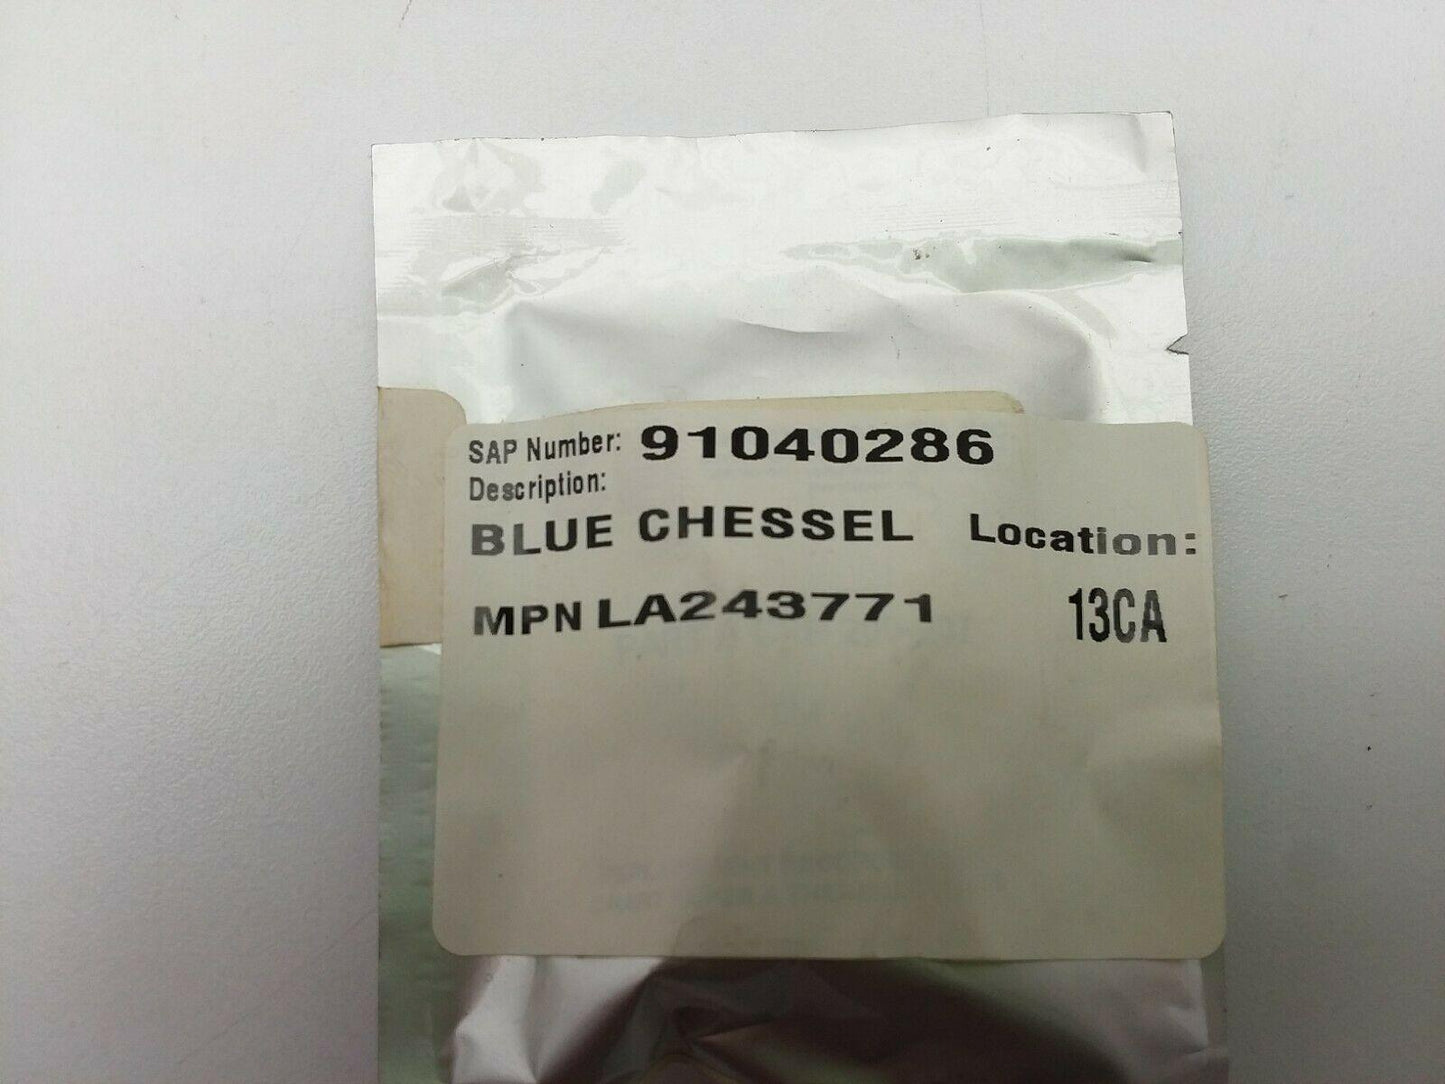 SAP Number: 91040286
Description:
BLUE CHESSEL Location:
MPN LA243771 13CA